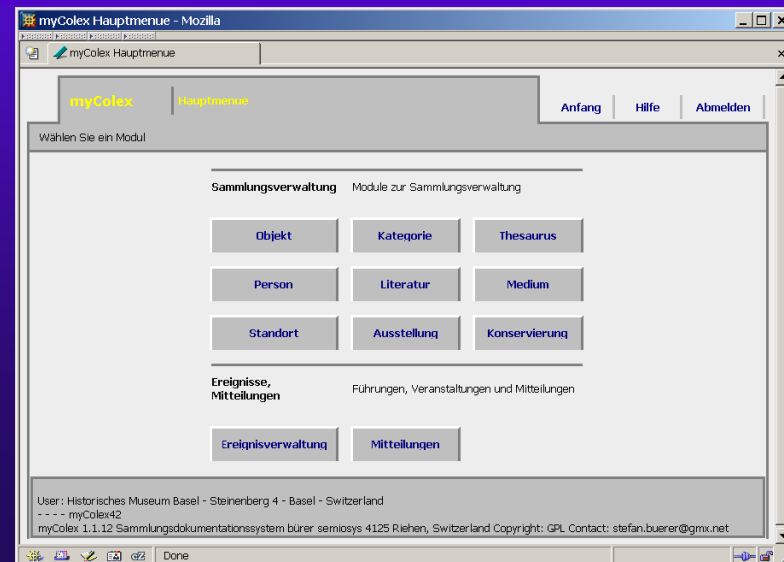 myColex Hauptmenue - Mozilla
myColex Hauptmenue
myColex Hauptmenue Anfang Hilfe Abmelden
Wählen Sie ein Modul
Sammlungsverwaltung Module zur Sammlungsverwaltung
Objekt Kategorie Thesaurus
Person Literatur Medium
Standort Ausstellung Konservierung
Ereignisse,
Mitteilungen
Führungen, Veranstaltungen und Mitteilungen
Ereignisverwaltung Mitteilungen
User: Historisches Museum Basel - Steinenberg 4 - Basel - Switzerland
- - - - myColex42
myColex 1.1.12 Sammlungsdokumentationssystem bürer semiosys 4125 Riehen, Switzerland Copyright: GPL Contact: stefan.buerer@gmx.net
Done